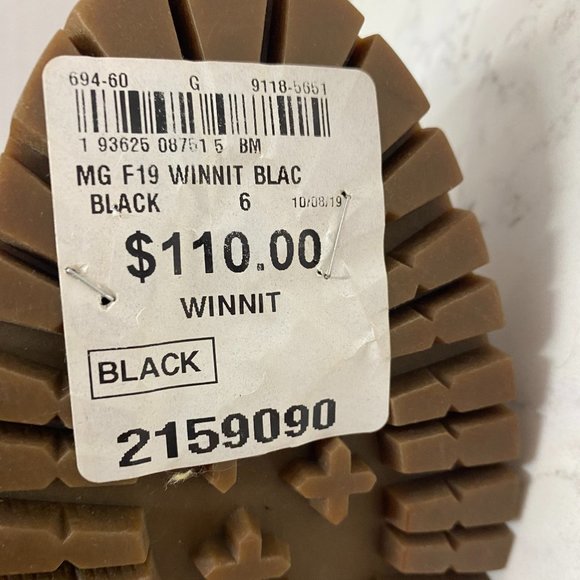 694-60 G 9118-5651
1 93625 08751 5 BM
MG F19 WINNIT BLAC
BLACK 6 10/08/19
$110.00
WINNIT
BLACK
2159090